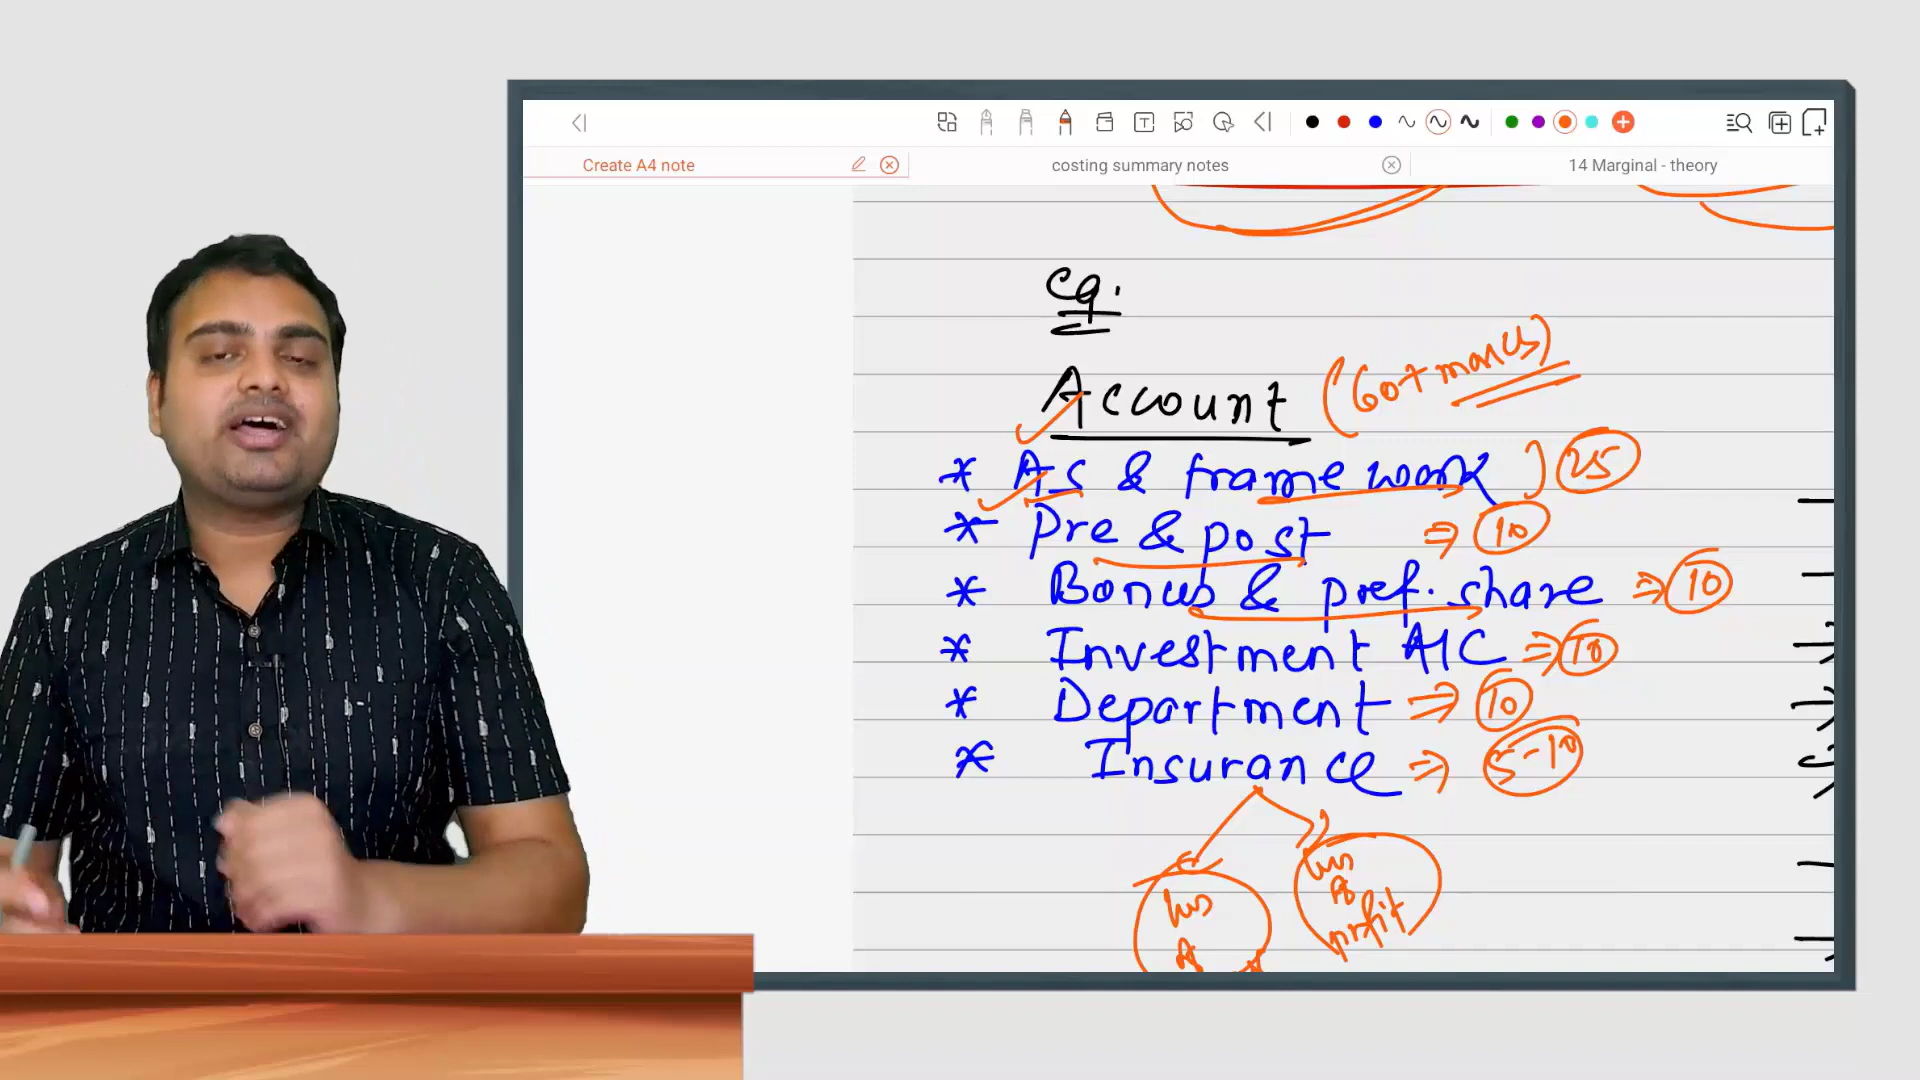 Create A4 note
costing summary notes
14 Marginal - theory
eg.
Account (60+ marks)
* AS & frame work ) 25
* Pre & post ⇒ 10
* Bonus & pref. share ⇒ 10
* Investment A/C ⇒ 10
* Department ⇒ 10
* Insurance ⇒ 5-10
profit